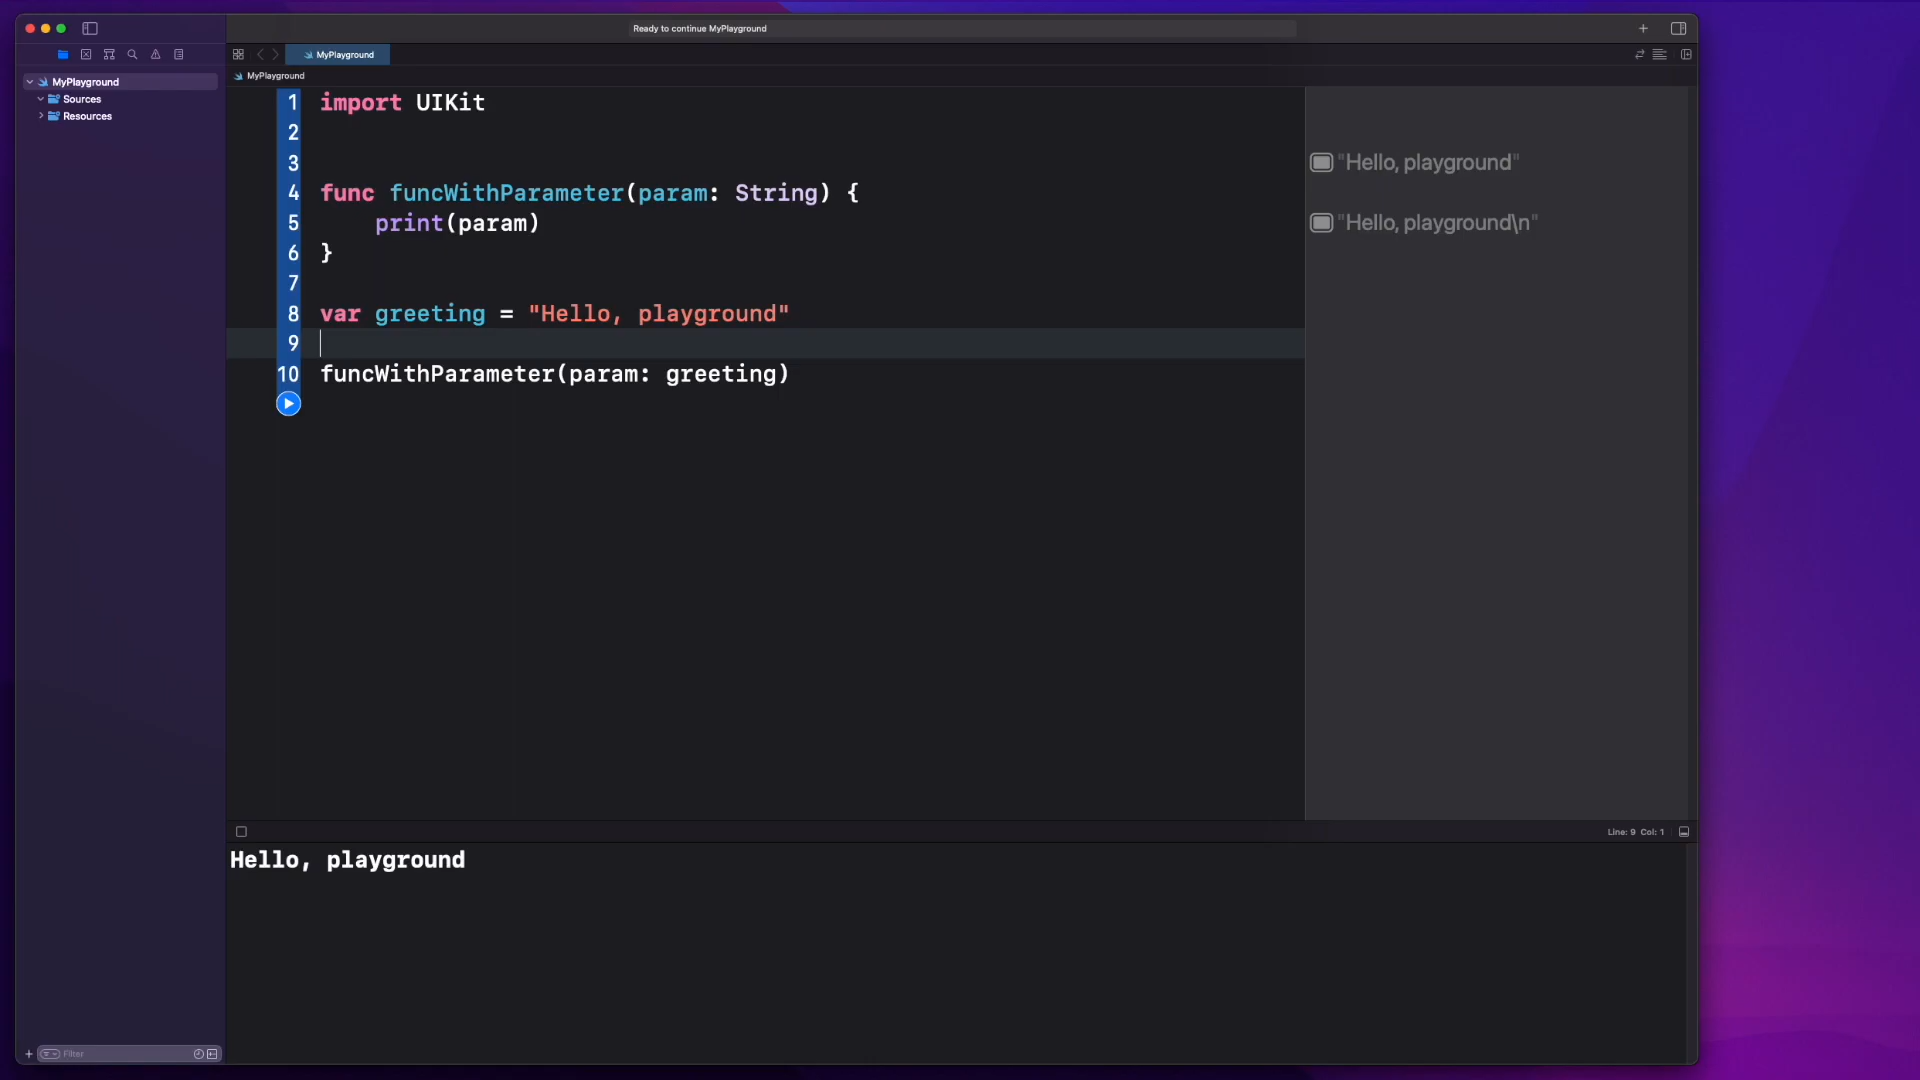 Ready to continue MyPlayground
MyPlayground
MyPlayground
MyPlayground
Sources
Resources
1 import UIKit
2
3
4 func funcWithParameter(param: String) {
5 print(param)
6 }
7
8 var greeting = "Hello, playground"
9
10 funcWithParameter(param: greeting)
"Hello, playground"
"Hello, playground\n"
Line: 9 Col: 1
Hello, playground
Filter